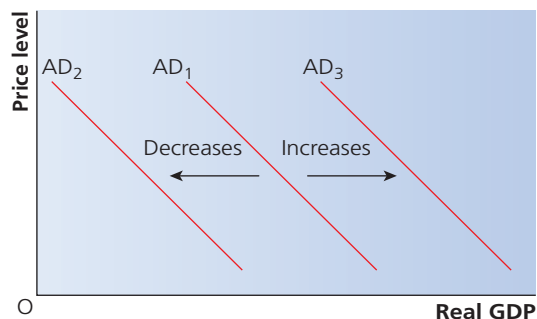 Price level
AD2 AD1 AD3
Decreases Increases
O
Real GDP